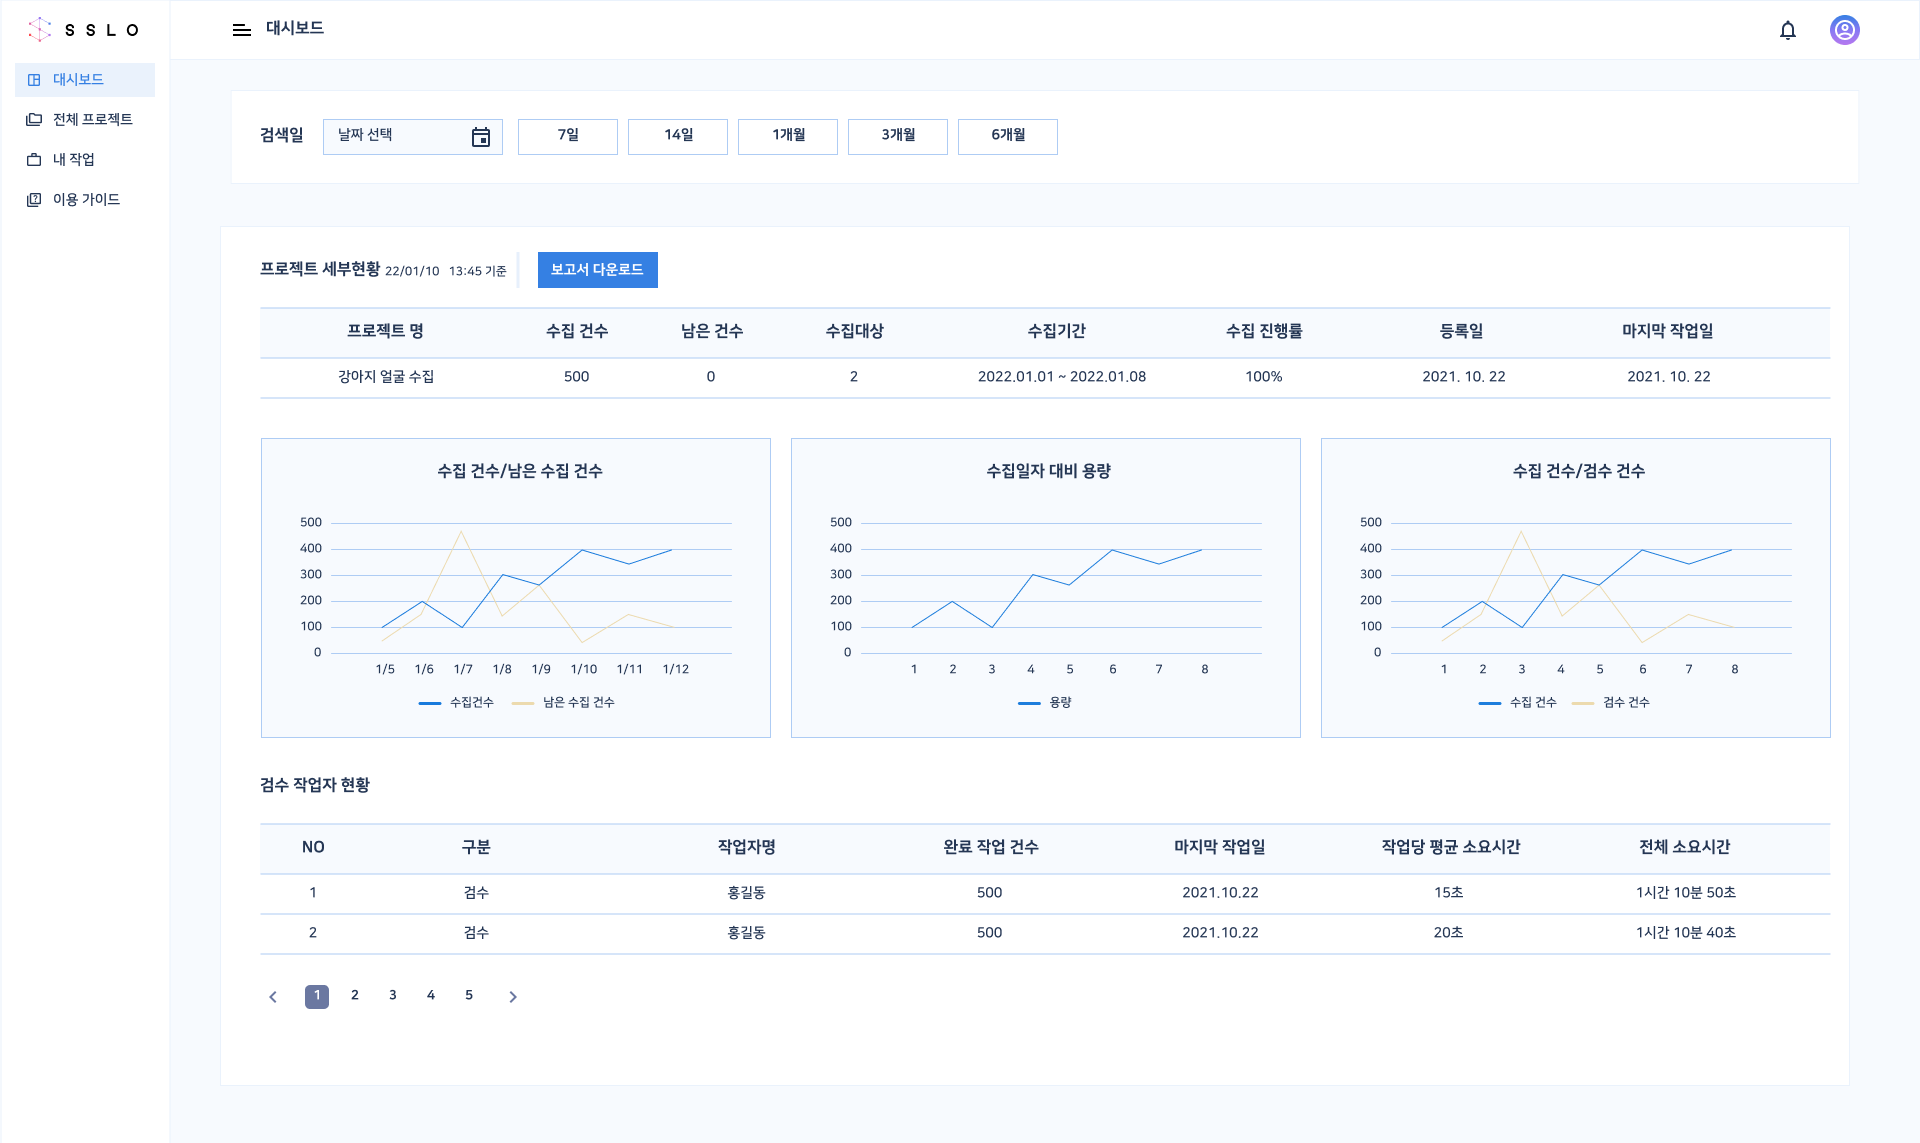 SSLO
대시보드
대시보드
전체 프로젝트
내 작업
이용 가이드
검색일 날짜 선택 7일 14일 1개월 3개월 6개월
프로젝트 세부현황 22/01/10 13:45 기준 보고서 다운로드
프로젝트 명 수집 건수 남은 건수 수집대상 수집기간 수집 진행률 등록일 마지막 작업일
강아지 얼굴 수집 500 0 2 2022.01.01 ~ 2022.01.08 100% 2021. 10. 22 2021. 10. 22
수집 건수/남은 수집 건수
500
400
300
200
100
0
1/5 1/6 1/7 1/8 1/9 1/10 1/11 1/12
수집건수 남은 수집 건수
수집일자 대비 용량
500
400
300
200
100
0
1 2 3 4 5 6 7 8
용량
수집 건수/검수 건수
500
400
300
200
100
0
1 2 3 4 5 6 7 8
수집 건수 검수 건수
검수 작업자 현황
NO 구분 작업자명 완료 작업 건수 마지막 작업일 작업당 평균 소요시간 전체 소요시간
1 검수 홍길동 500 2021.10.22 15초 1시간 10분 50초
2 검수 홍길동 500 2021.10.22 20초 1시간 10분 40초
1 2 3 4 5